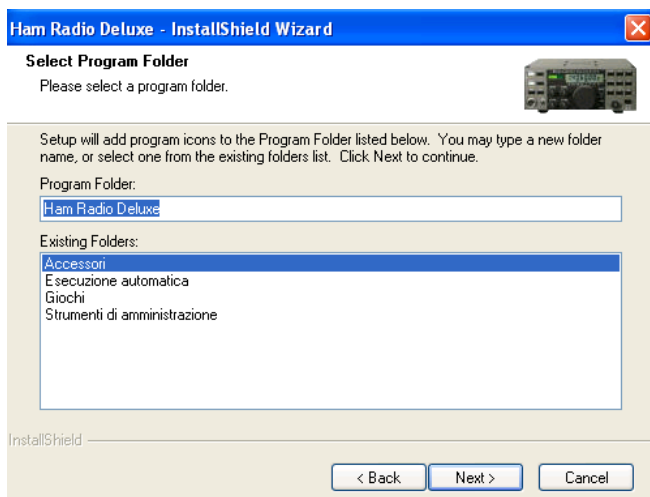 Ham Radio Deluxe - InstallShield Wizard
Select Program Folder
Please select a program folder.
Setup will add program icons to the Program Folder listed below.  You may type a new folder
name, or select one from the existing folders list.  Click Next to continue.
Program Folder:
Ham Radio Deluxe
Existing Folders:
Accessori
Esecuzione automatica
Giochi
Strumenti di amministrazione
InstallShield
< Back
Next >
Cancel